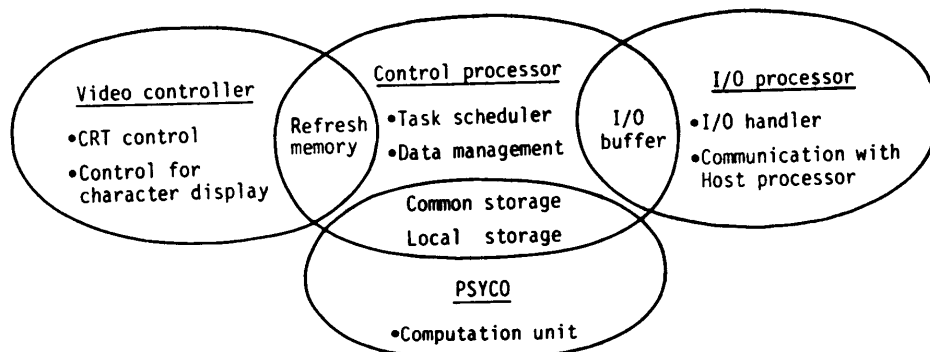 Video controller
•CRT control
•Control for
character display
Refresh
memory
Control processor
•Task scheduler
•Data management
I/O
buffer
I/O processor
•I/O handler
•Communication with
Host processor
Common storage
Local storage
PSYCO
•Computation unit